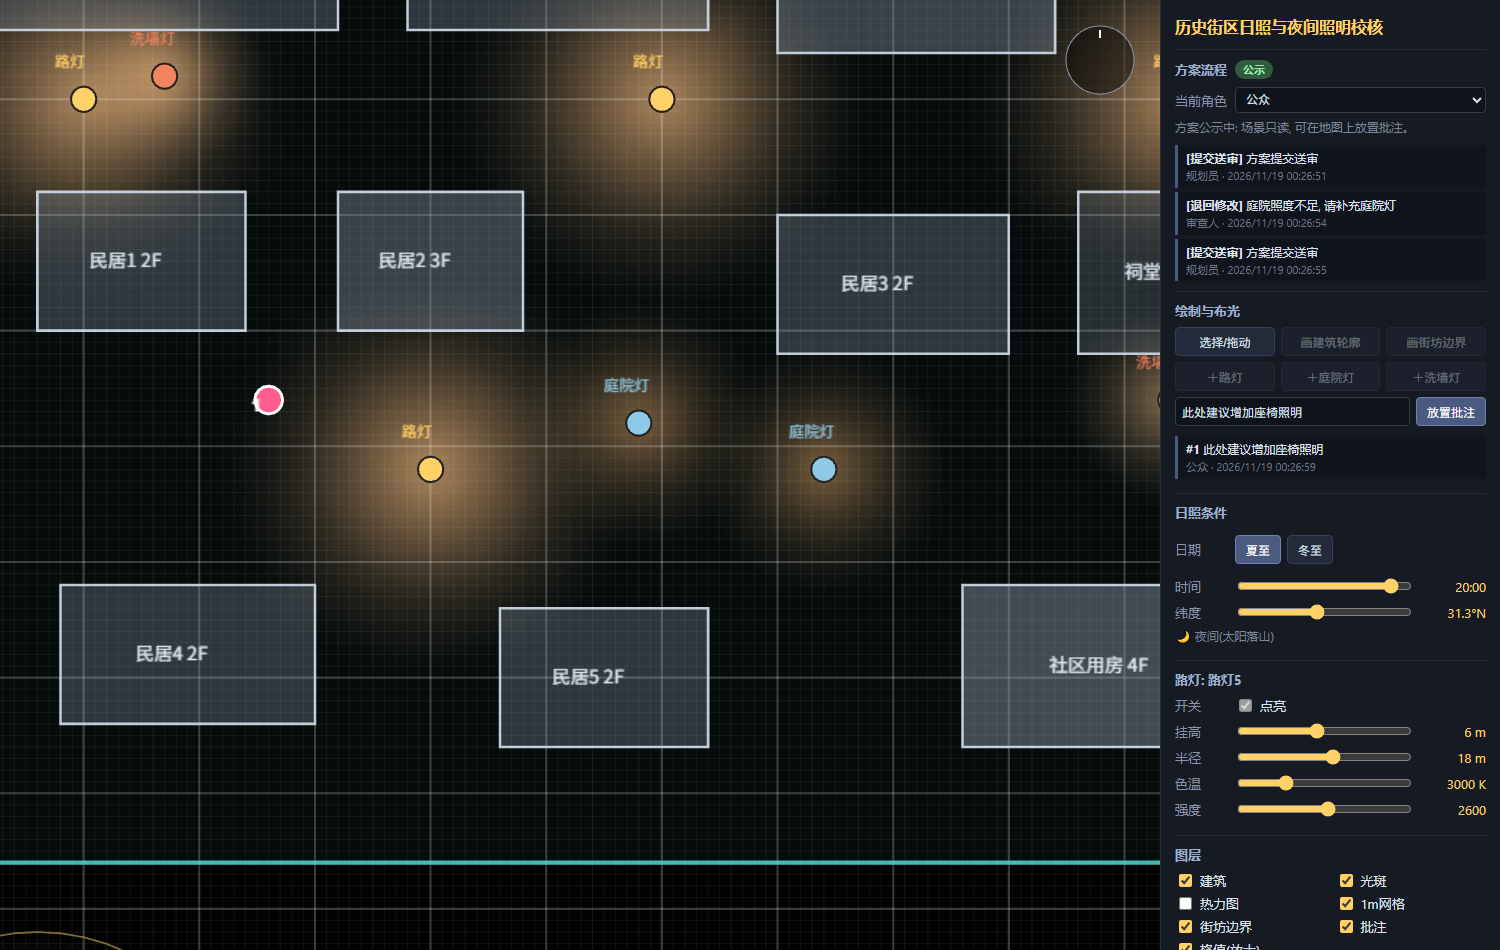 洗墙灯
路灯
路灯
民居1 2F
民居2 3F
民居3 2F
祠堂
洗墙
庭院灯
路灯
庭院灯
民居4 2F
民居5 2F
社区用房 4F
历史街区日照与夜间照明校核
方案流程 公示
当前角色 公众
方案公示中: 场景只读, 可在地图上放置批注。
[提交送审] 方案提交送审
规划员 · 2026/11/19 00:26:51
[退回修改] 庭院照度不足, 请补充庭院灯
审查人 · 2026/11/19 00:26:54
[提交送审] 方案提交送审
规划员 · 2026/11/19 00:26:55
绘制与布光
选择/拖动 画建筑轮廓 画街坊边界
＋路灯 ＋庭院灯 ＋洗墙灯
此处建议增加座椅照明 放置批注
#1 此处建议增加座椅照明
公众 · 2026/11/19 00:26:59
日照条件
日期 夏至 冬至
时间 20:00
纬度 31.3°N
🌙 夜间(太阳落山)
路灯: 路灯5
开关 点亮
挂高 6 m
半径 18 m
色温 3000 K
强度 2600
图层
建筑 光斑
热力图 1m网格
街坊边界 批注